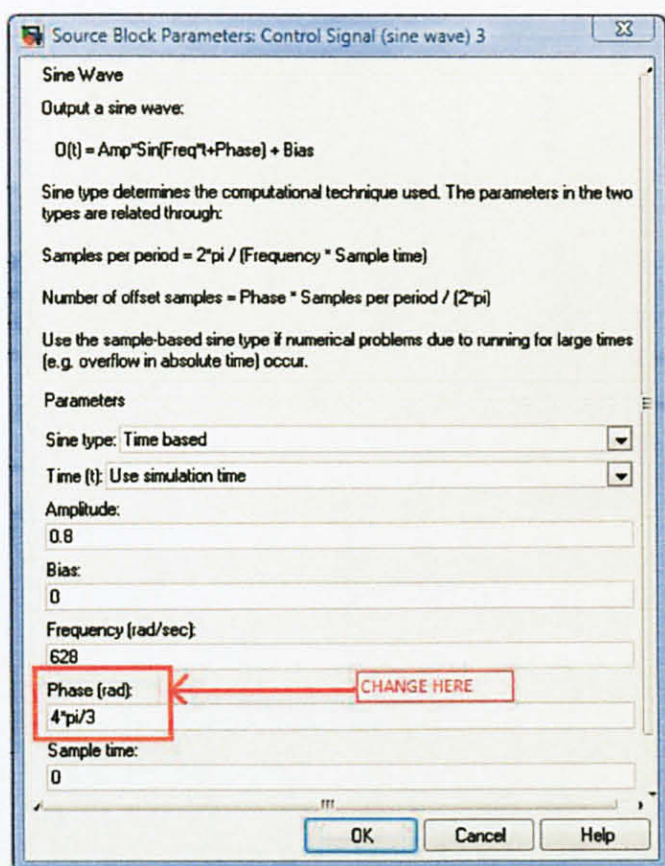 Source Block Parameters: Control Signal (sine wave) 3
Sine Wave
Output a sine wave:
O(t) = Amp*Sin(Freq*t+Phase) + Bias
Sine type determines the computational technique used. The parameters in the two
types are related through:
Samples per period = 2*pi / (Frequency * Sample time)
Number of offset samples = Phase * Samples per period / (2*pi)
Use the sample-based sine type if numerical problems due to running for large times
(e.g. overflow in absolute time) occur.
Parameters
Sine type: Time based
Time (t): Use simulation time
Amplitude:
0.8
Bias:
0
Frequency (rad/sec):
628
Phase (rad):
CHANGE HERE
4*pi/3
Sample time:
0
OK Cancel Help